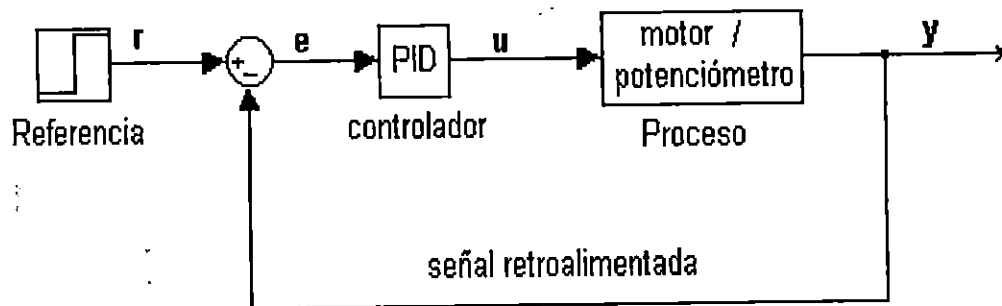 r
e
u
y
+
−
PID
motor /
potenciómetro
Referencia
controlador
Proceso
señal retroalimentada